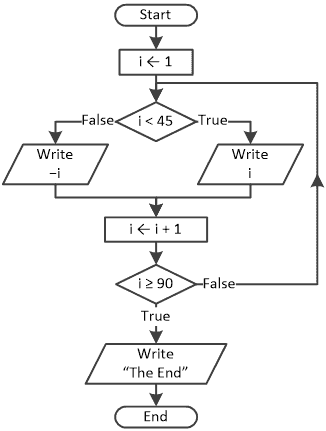 Start
i ← 1
i < 45
False
True
Write
–i
Write
i
i ← i + 1
i ≥ 90
False
True
Write
“The End”
End